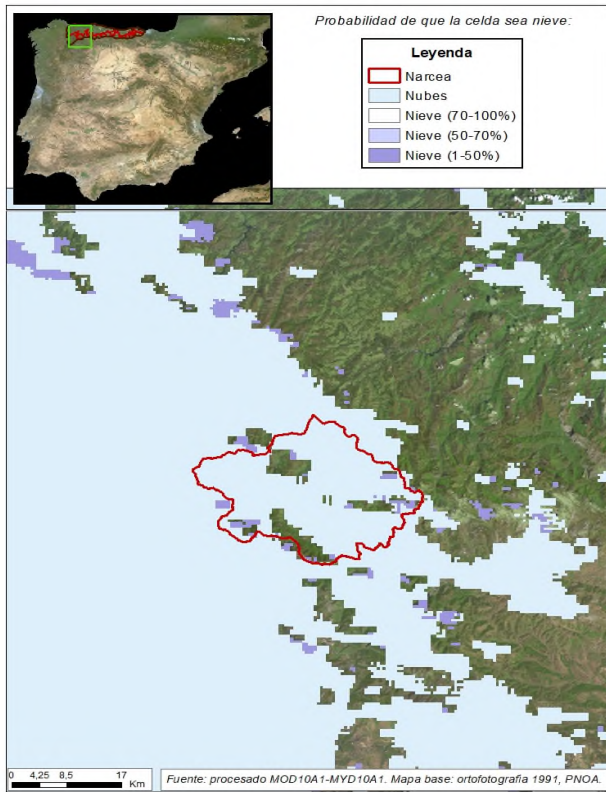 Probabilidad de que la celda sea nieve:
Leyenda
Narcea
Nubes
Nieve (70-100%)
Nieve (50-70%)
Nieve (1-50%)
0 4,25 8,5 17
Km
Fuente: procesado MOD10A1-MYD10A1. Mapa base: ortofotografia 1991, PNOA.